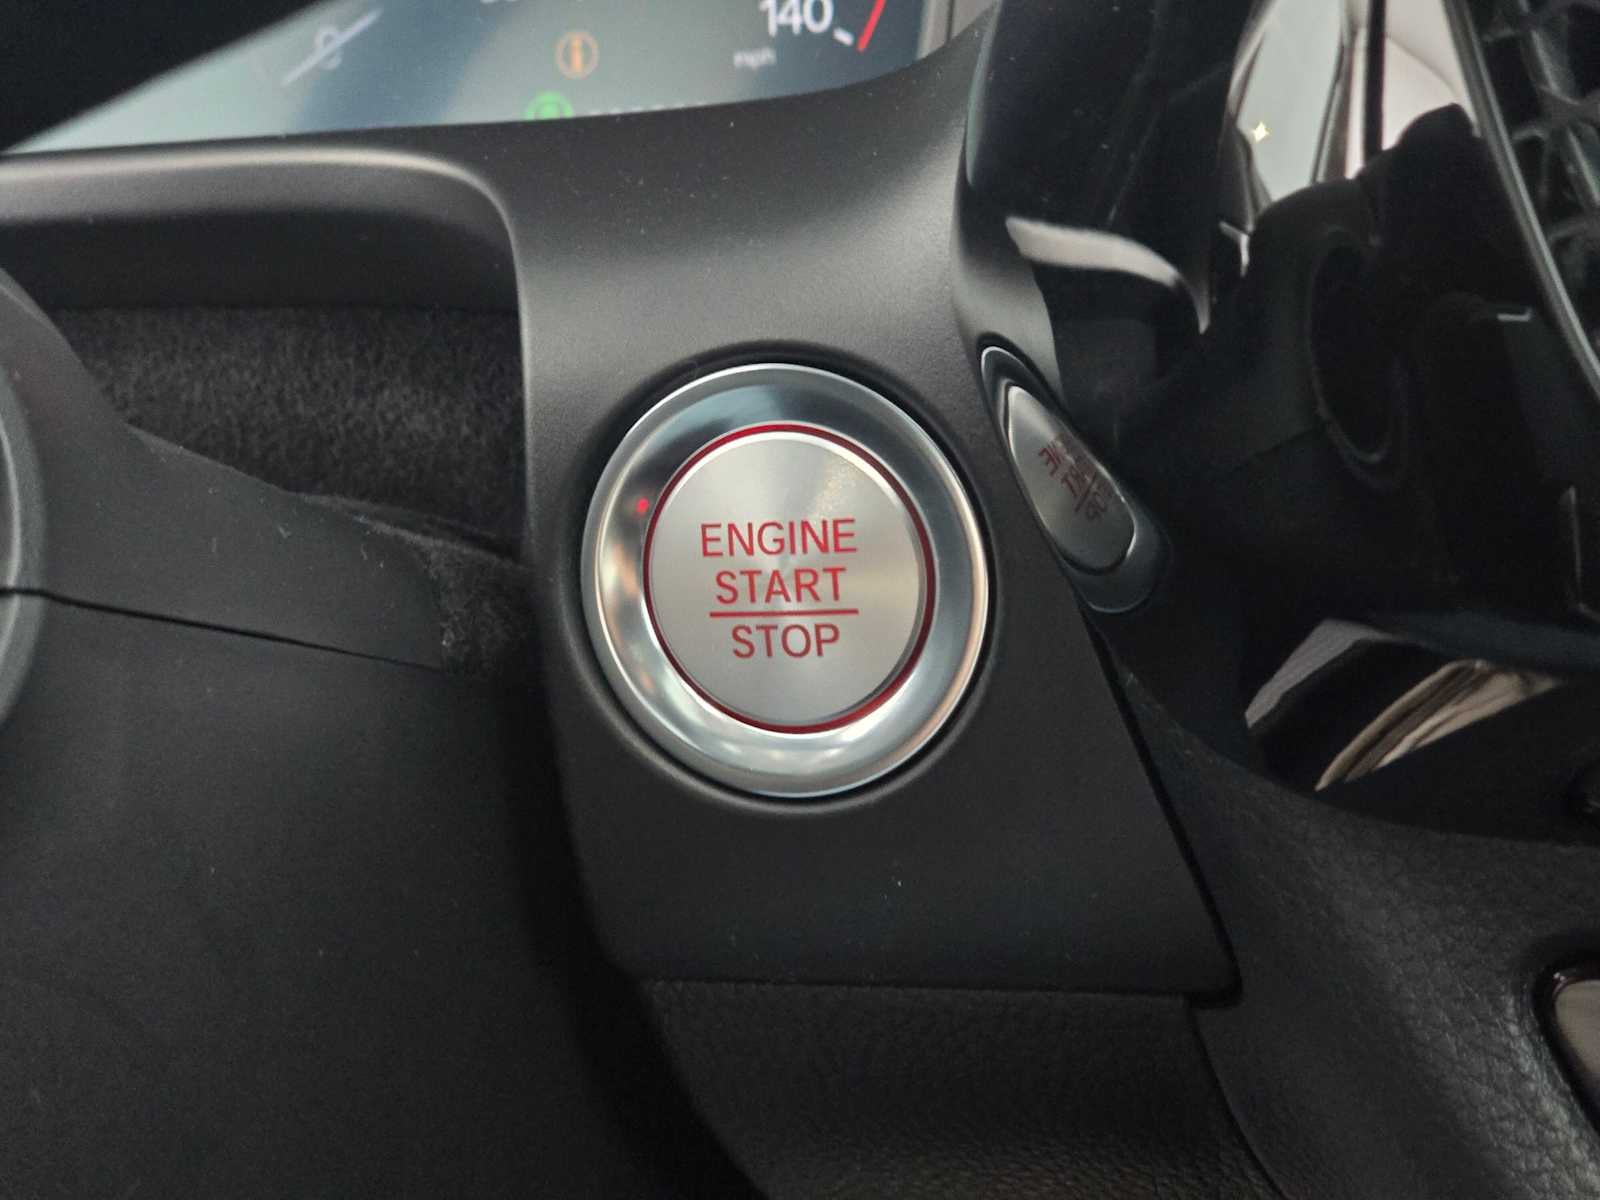 140
mph
ENGINE
START
STOP